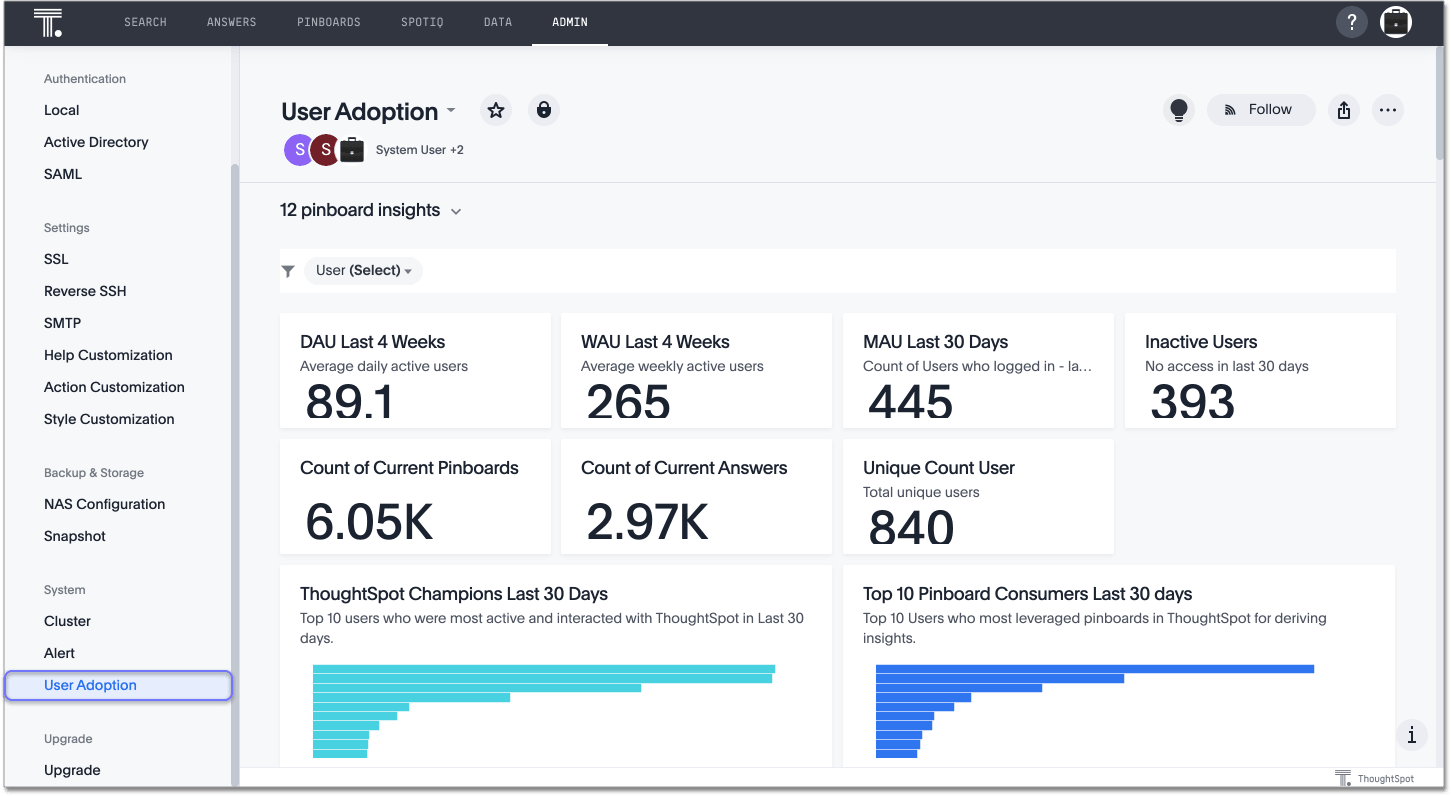 SEARCH
ANSWERS
PINBOARDS
SPOTIQ
DATA
ADMIN
?
Authentication
Local
Active Directory
SAML
Settings
SSL
Reverse SSH
SMTP
Help Customization
Action Customization
Style Customization
Backup & Storage
NAS Configuration
Snapshot
System
Cluster
Alert
User Adoption
Upgrade
Upgrade
User Adoption
Follow
S
S
System User +2
12 pinboard insights
User (Select)
DAU Last 4 Weeks
Average daily active users
89.1
WAU Last 4 Weeks
Average weekly active users
265
MAU Last 30 Days
Count of Users who logged in - la...
445
Inactive Users
No access in last 30 days
393
Count of Current Pinboards
6.05K
Count of Current Answers
2.97K
Unique Count User
Total unique users
840
ThoughtSpot Champions Last 30 Days
Top 10 users who were most active and interacted with ThoughtSpot in Last 30
days.
Top 10 Pinboard Consumers Last 30 days
Top 10 Users who most leveraged pinboards in ThoughtSpot for deriving
insights.
i
ThoughtSpot